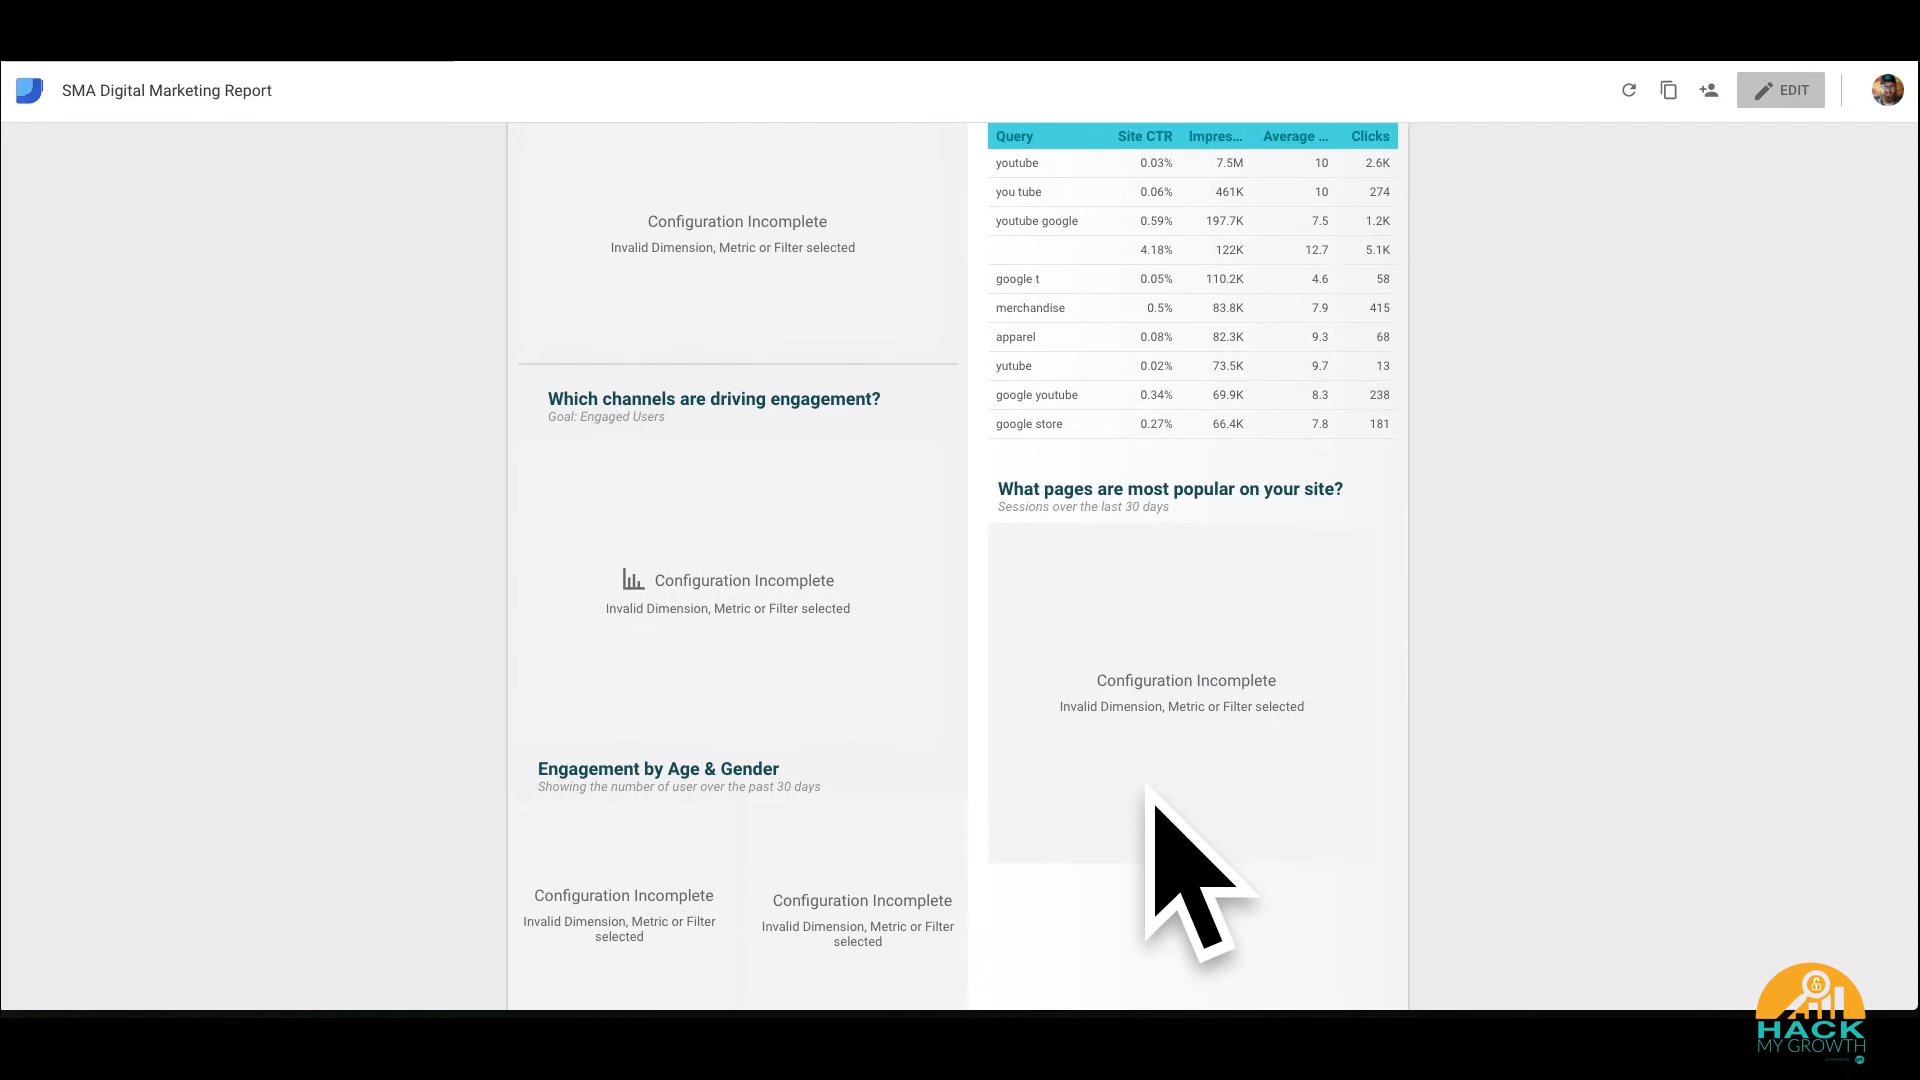 SMA Digital Marketing Report
EDIT
Configuration Incomplete
Invalid Dimension, Metric or Filter selected
Which channels are driving engagement?
Goal: Engaged Users
Configuration Incomplete
Invalid Dimension, Metric or Filter selected
Engagement by Age & Gender
Showing the number of user over the past 30 days
Configuration Incomplete
Invalid Dimension, Metric or Filter
selected
Configuration Incomplete
Invalid Dimension, Metric or Filter
selected
Query Site CTR Impres... Average ... Clicks
youtube 0.03% 7.5M 10 2.6K
you tube 0.06% 461K 10 274
youtube google 0.59% 197.7K 7.5 1.2K
4.18% 122K 12.7 5.1K
google t 0.05% 110.2K 4.6 58
merchandise 0.5% 83.8K 7.9 415
apparel 0.08% 82.3K 9.3 68
yutube 0.02% 73.5K 9.7 13
google youtube 0.34% 69.9K 8.3 238
google store 0.27% 66.4K 7.8 181
What pages are most popular on your site?
Sessions over the last 30 days
Configuration Incomplete
Invalid Dimension, Metric or Filter selected
HACK
MY GROWTH